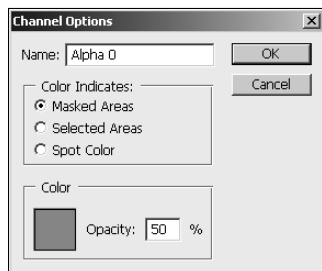 Channel Options
Name: Alpha 0
OK
Cancel
Color Indicates:
Masked Areas
Selected Areas
Spot Color
Color
Opacity: 50 %